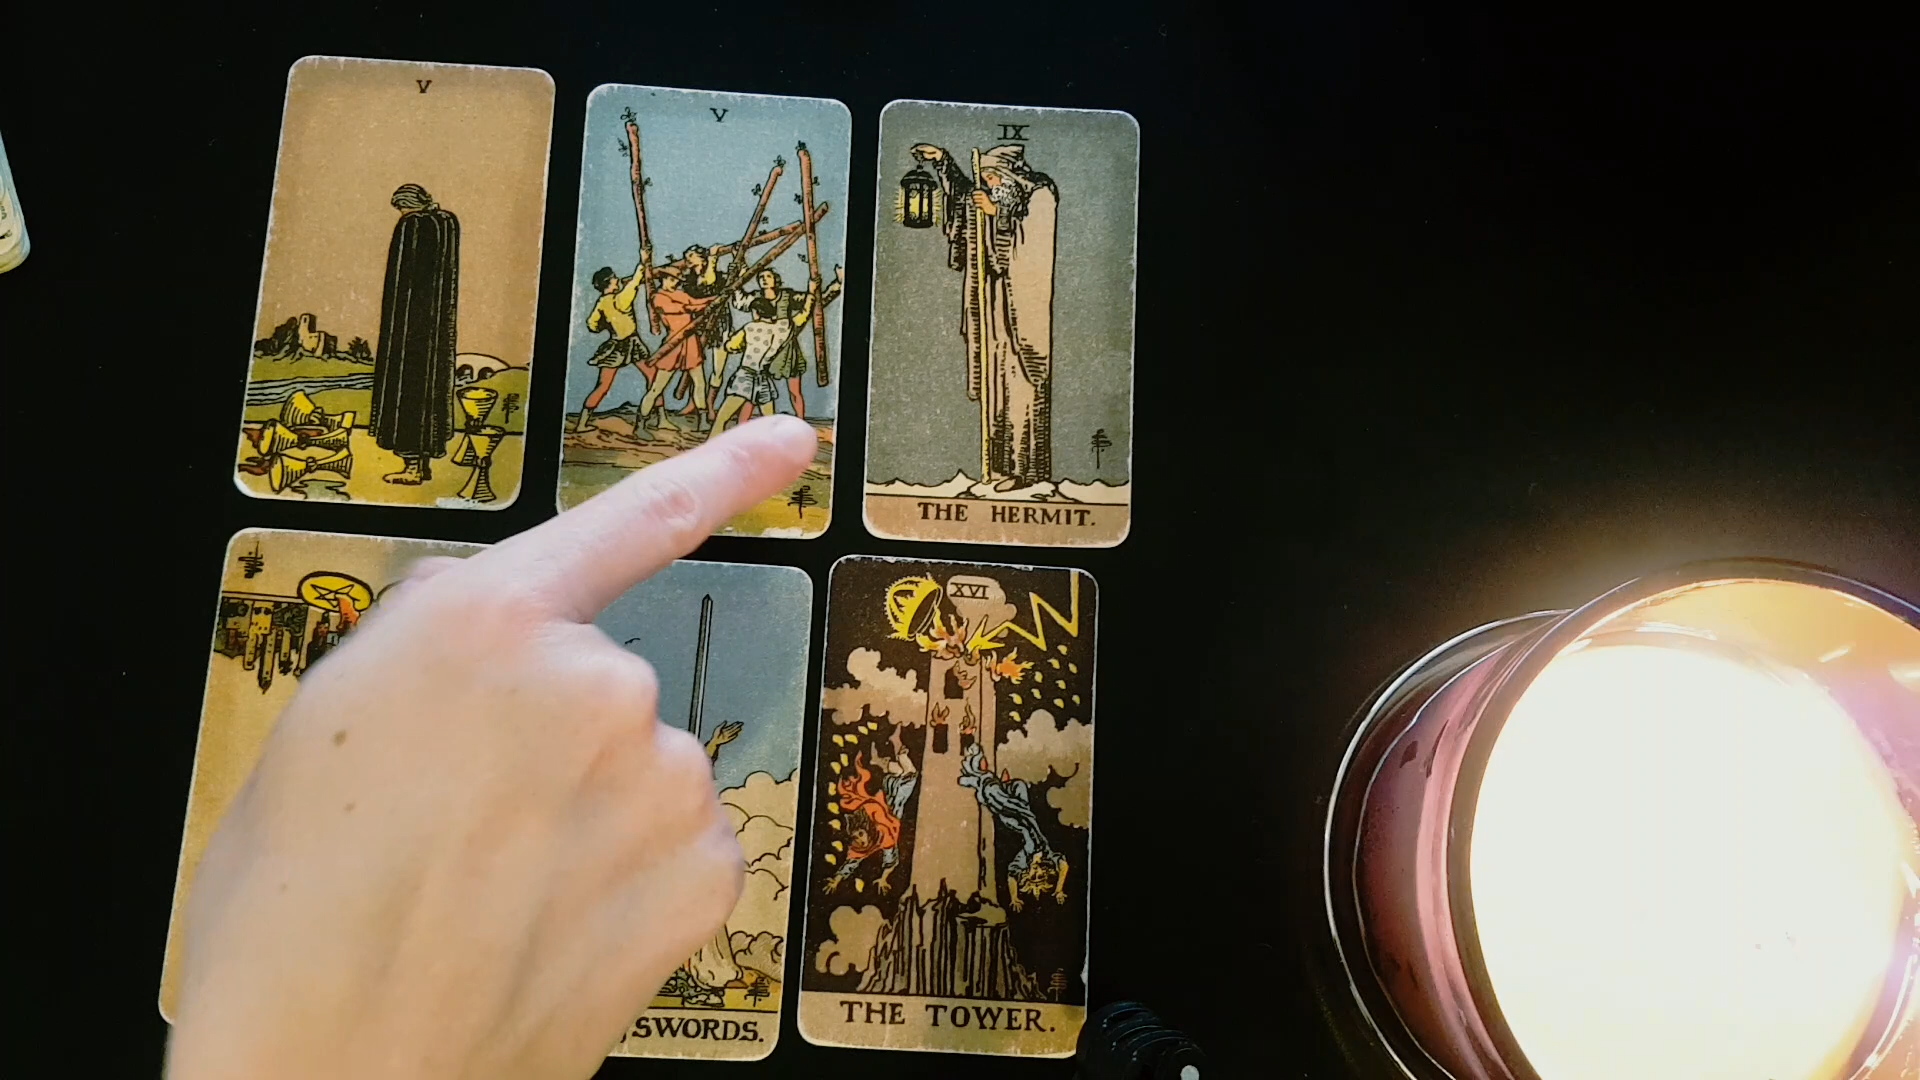 V
V
IX
THE HERMIT.
XVI
SWORDS.
THE TOWER.